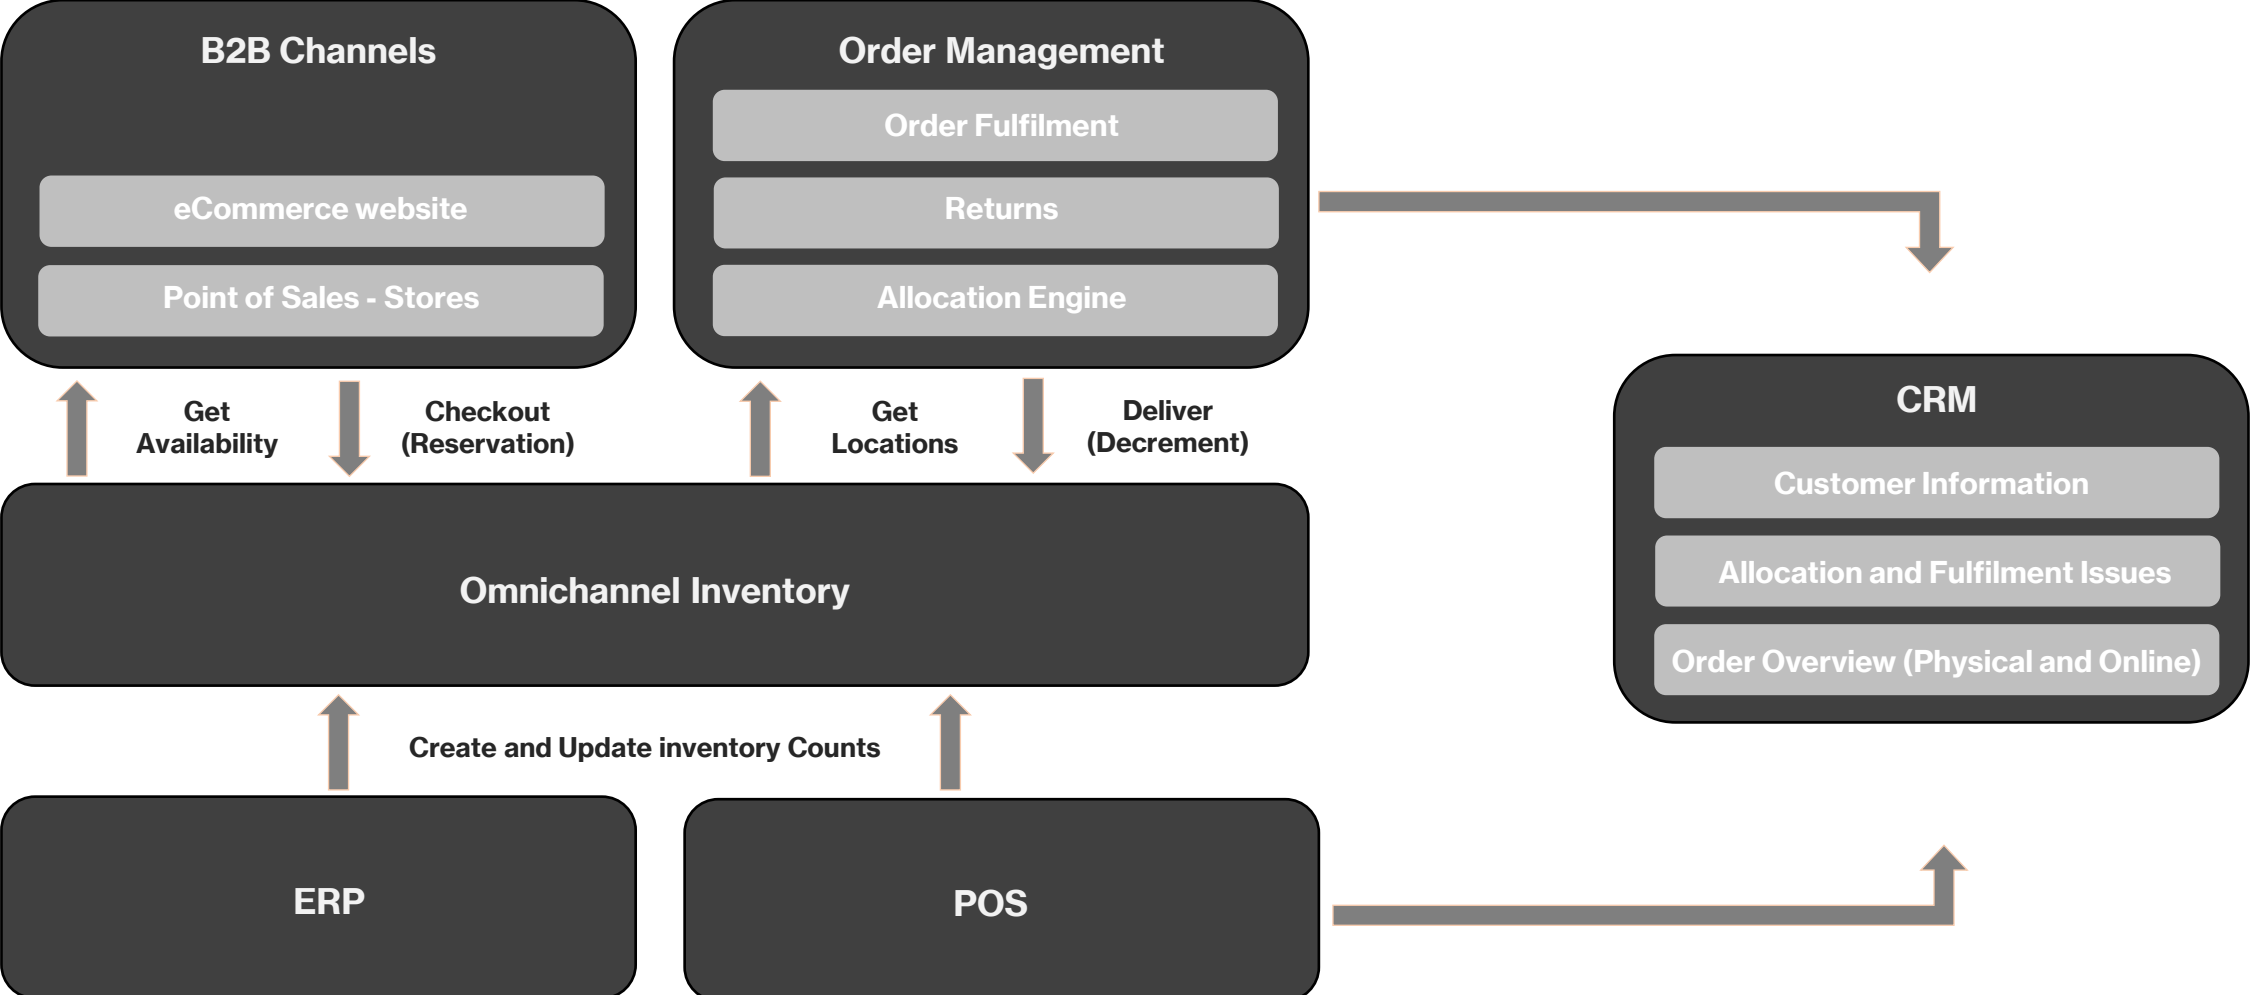 B2B Channels
eCommerce website
Point of Sales - Stores
Order Management
Order Fulfilment
Returns
Allocation Engine
Get
Availability
Checkout
(Reservation)
Get
Locations
Deliver
(Decrement)
CRM
Customer Information
Allocation and Fulfilment Issues
Order Overview (Physical and Online)
Omnichannel Inventory
Create and Update inventory Counts
ERP
POS